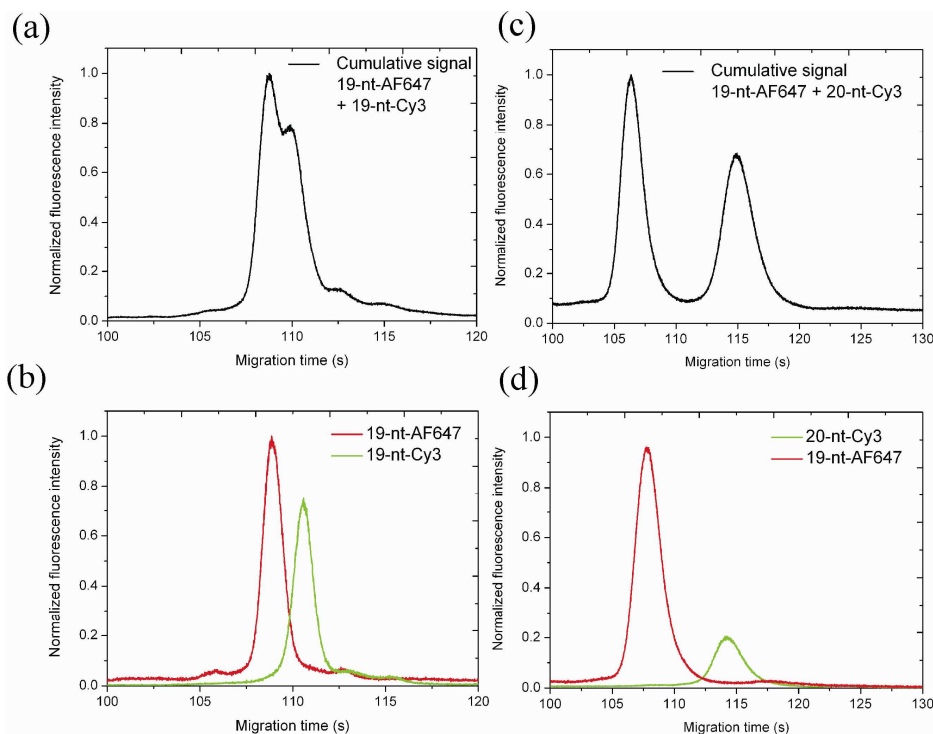 (a)
Cumulative signal
19-nt-AF647
+ 19-nt-Cy3
Normalized fluorescence intensity
1.0
0.8
0.6
0.4
0.2
0.0
100 105 110 115 120
Migration time (s)
(c)
Cumulative signal
19-nt-AF647 + 20-nt-Cy3
Normalized fluorescence intensity
1.0
0.8
0.6
0.4
0.2
0.0
100 105 110 115 120 125 130
Migration time (s)
(b)
19-nt-AF647
19-nt-Cy3
Normalized fluorescence intensity
1.0
0.8
0.6
0.4
0.2
0.0
100 105 110 115 120
Migration time (s)
(d)
20-nt-Cy3
19-nt-AF647
Normalized fluorescence intensity
1.0
0.8
0.6
0.4
0.2
0.0
100 105 110 115 120 125 130
Migration time (s)